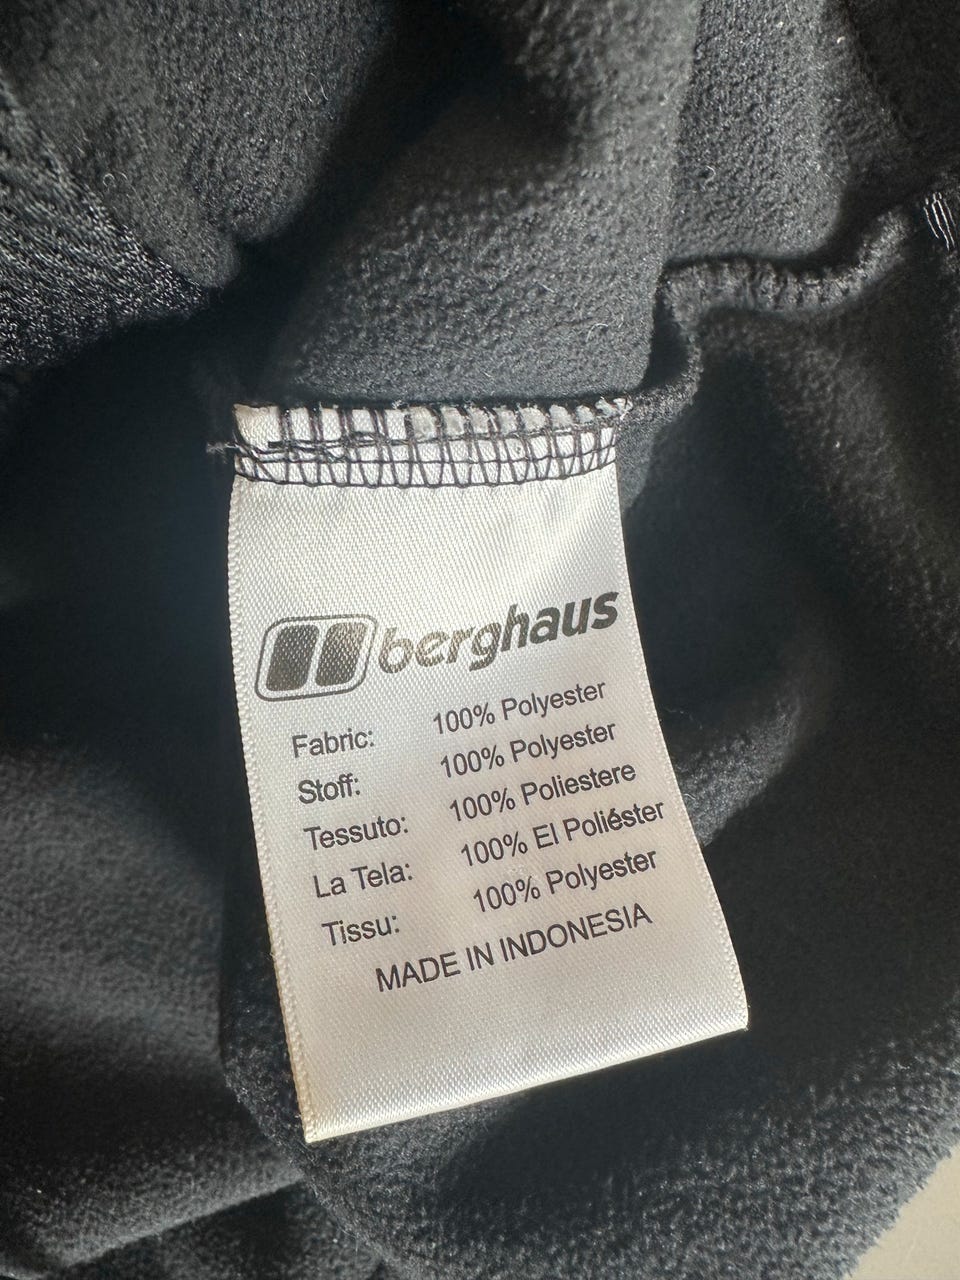 berghaus
Fabric: 100% Polyester
Stoff: 100% Polyester
Tessuto: 100% Poliestere
La Tela: 100% El Poliéster
Tissu: 100% Polyester
MADE IN INDONESIA